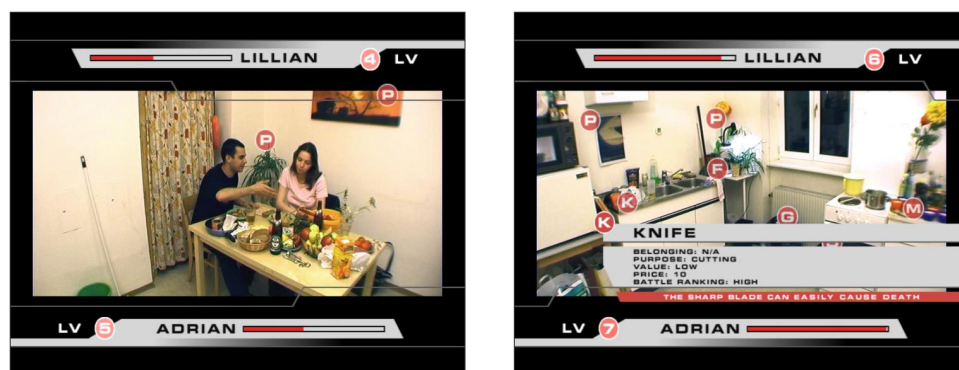 LILLIAN 4 LV
P
P
LV 5 ADRIAN
LILLIAN 6 LV
P
P
F
K
K
M
G
KNIFE
BELONGING: N/A
PURPOSE: CUTTING
VALUE: LOW
PRICE: 10
BATTLE RANKING: HIGH
THE SHARP BLADE CAN EASILY CAUSE DEATH
LV 7 ADRIAN